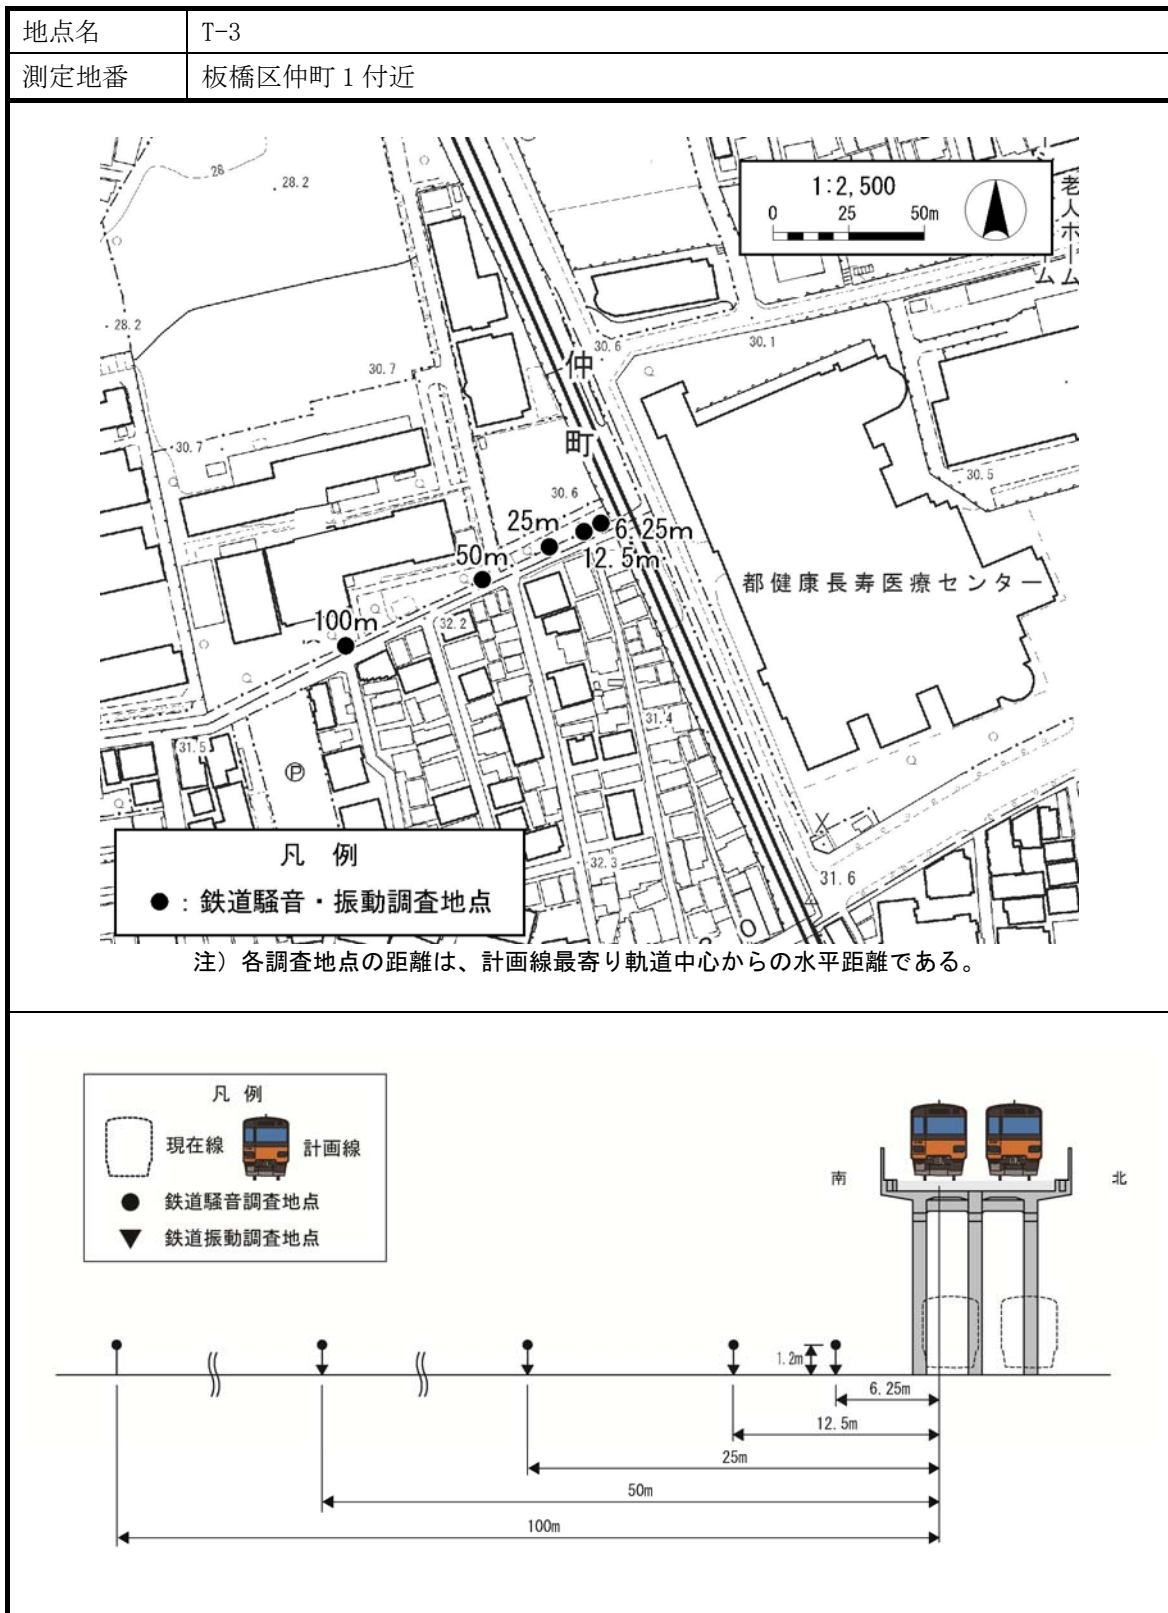 地点名 T-3
測定地番 板橋区仲町1付近
28
28.2
1:2,500
0 25 50m
老人ホーム
28.2
30.6
30.1
仲町
30.7
30.7
30.5
30.6
25m
6.25m
50m
12.5m
都健康長寿医療センター
100m
32.2
31.4
31.5
P
32.3
31.6
凡 例
●：鉄道騒音・振動調査地点
注）各調査地点の距離は、計画線最寄り軌道中心からの水平距離である。
凡 例
現在線 計画線
● 鉄道騒音調査地点
▼ 鉄道振動調査地点
南 北
1.2m
6.25m
12.5m
25m
50m
100m